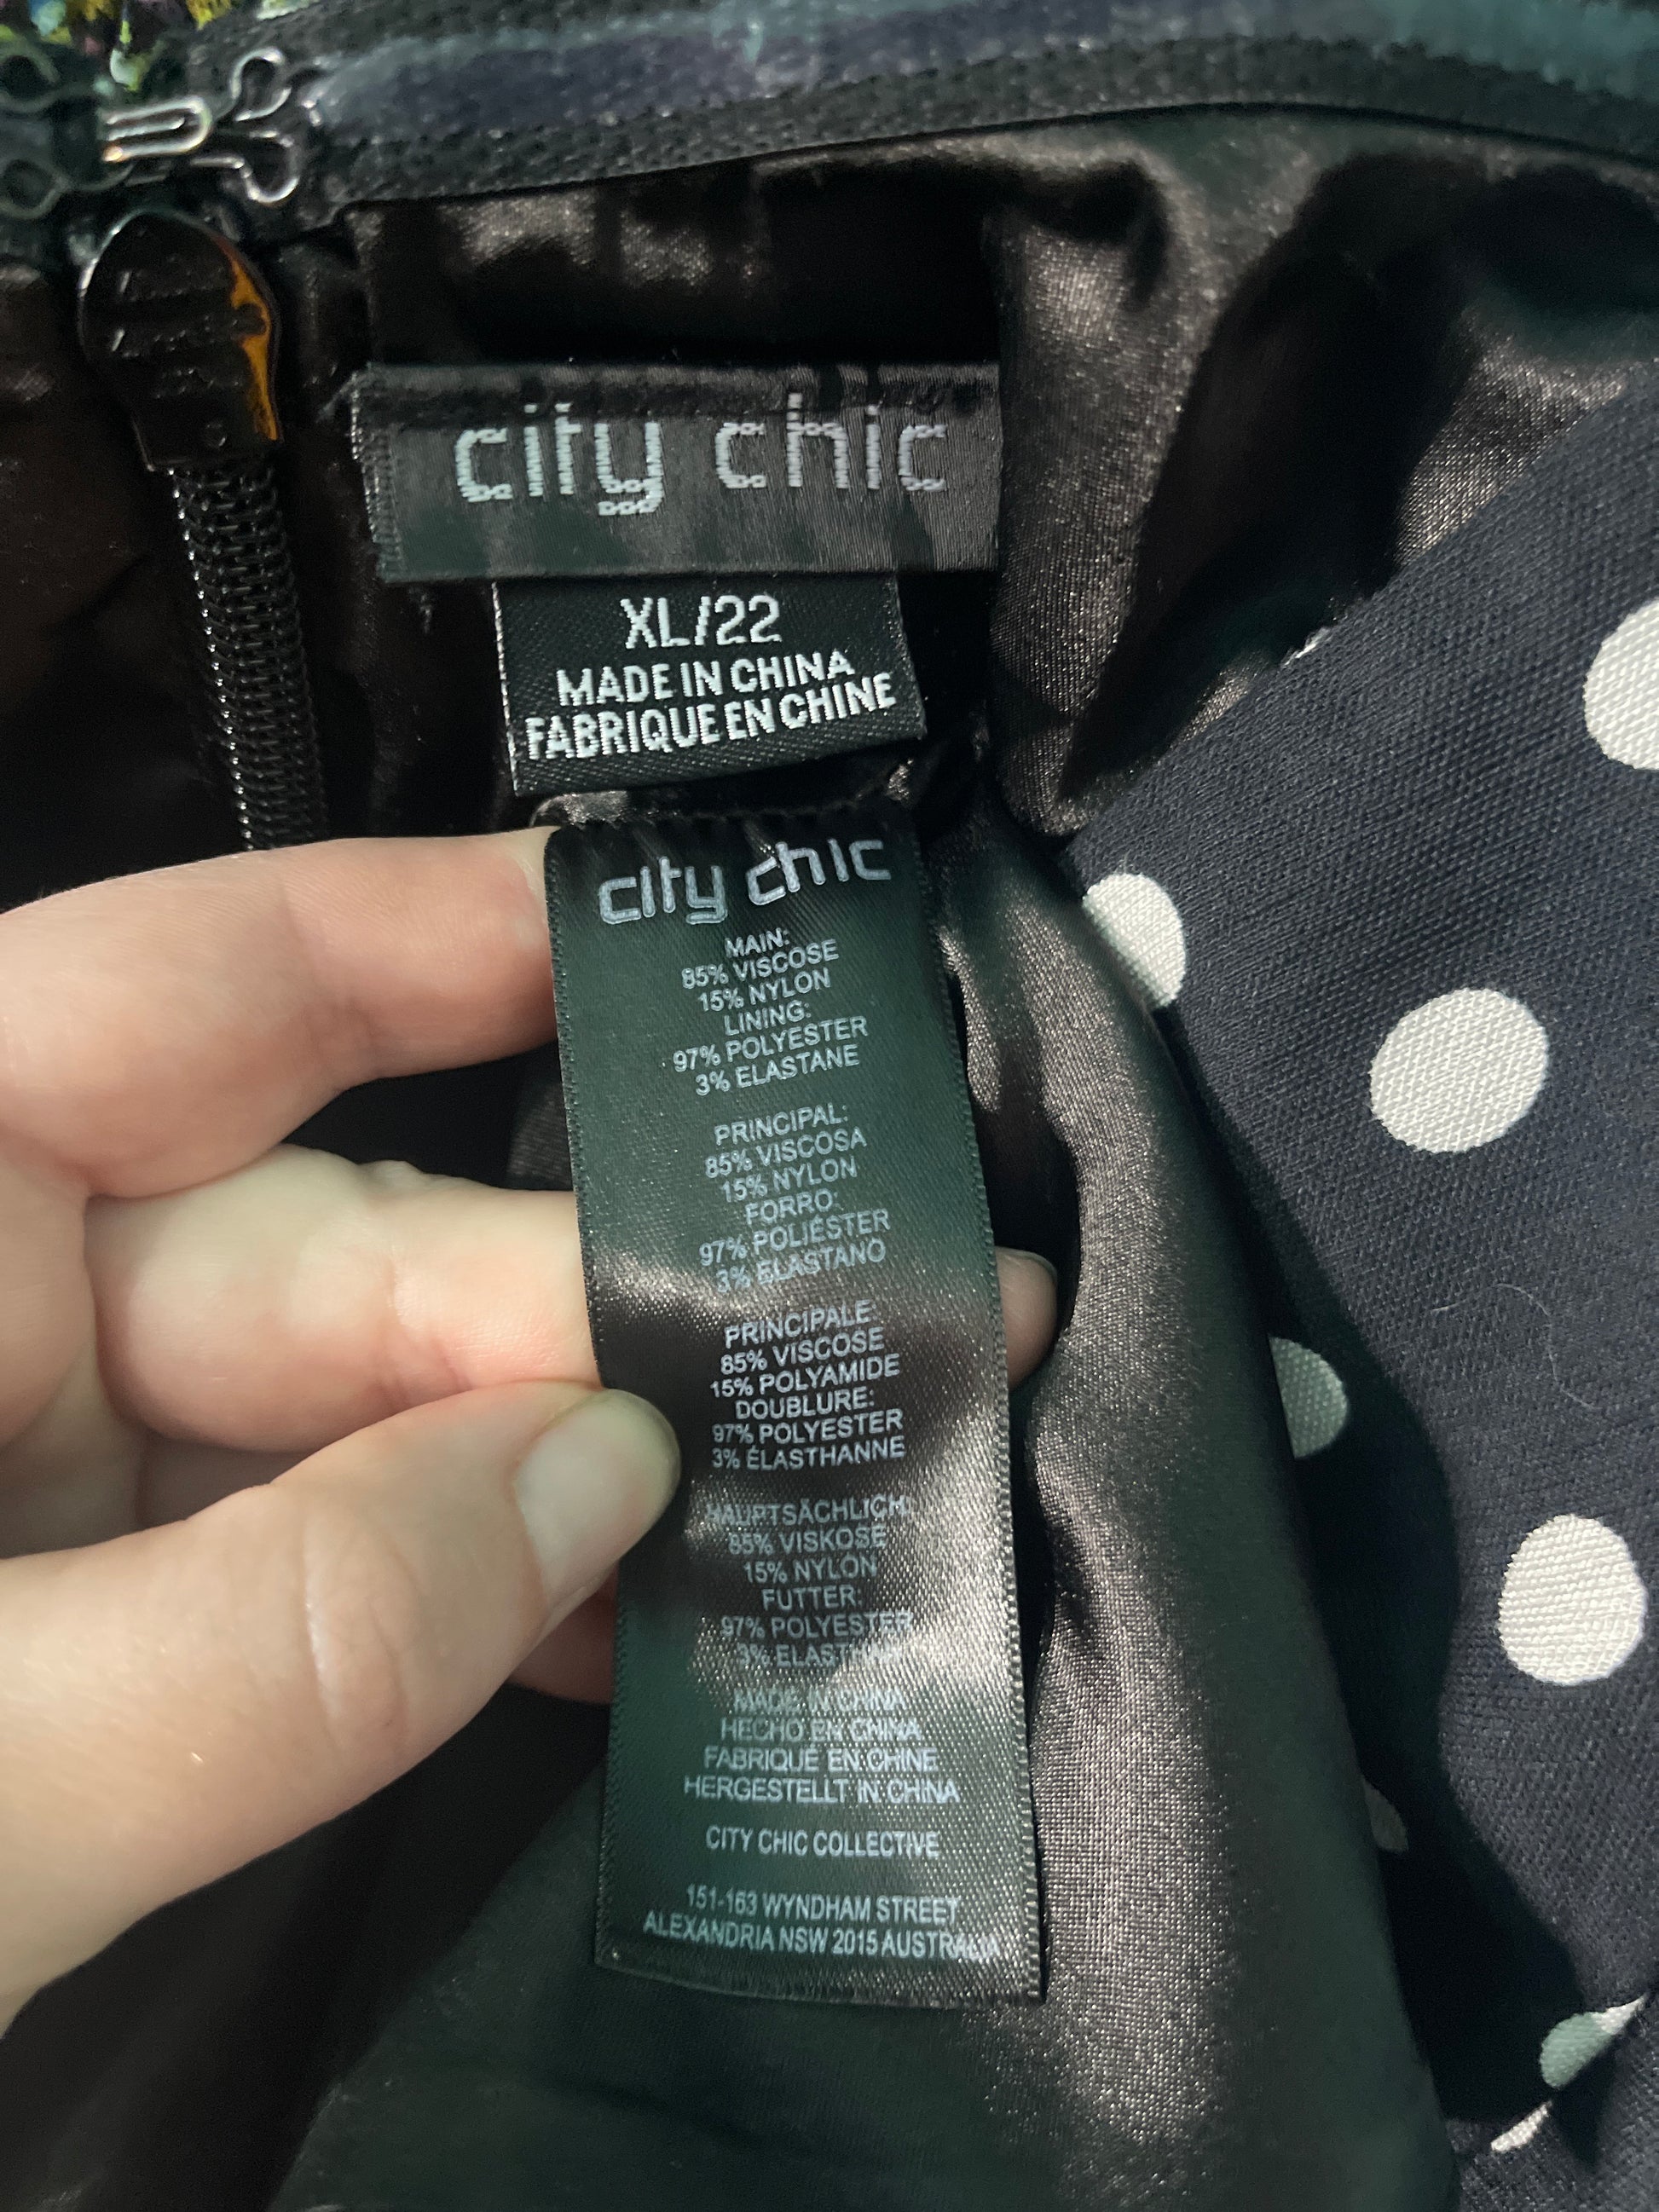 city chic
XL/22
MADE IN CHINA
FABRIQUE EN CHINE
city chic
MAIN:
85% VISCOSE
15% NYLON
LINING:
97% POLYESTER
3% ELASTANE
PRINCIPAL:
85% VISCOSA
15% NYLON
FORRO:
97% POLIÉSTER
3% ELASTANO
PRINCIPALE:
85% VISCOSE
15% POLYAMIDE
DOUBLURE:
97% POLYESTER
3% ÉLASTHANNE
HAUPTSÄCHLICH:
85% VISKOSE
15% NYLON
FUTTER:
97% POLYESTER
3%
MADE IN CHINA
HECHO EN CHINA
FABRIQUÉ EN CHINE
HERGESTELLT IN CHINA
CITY CHIC COLLECTIVE
151-163 WYNDHAM STREET
ALEXANDRIA NSW 2015 AUSTRALIA